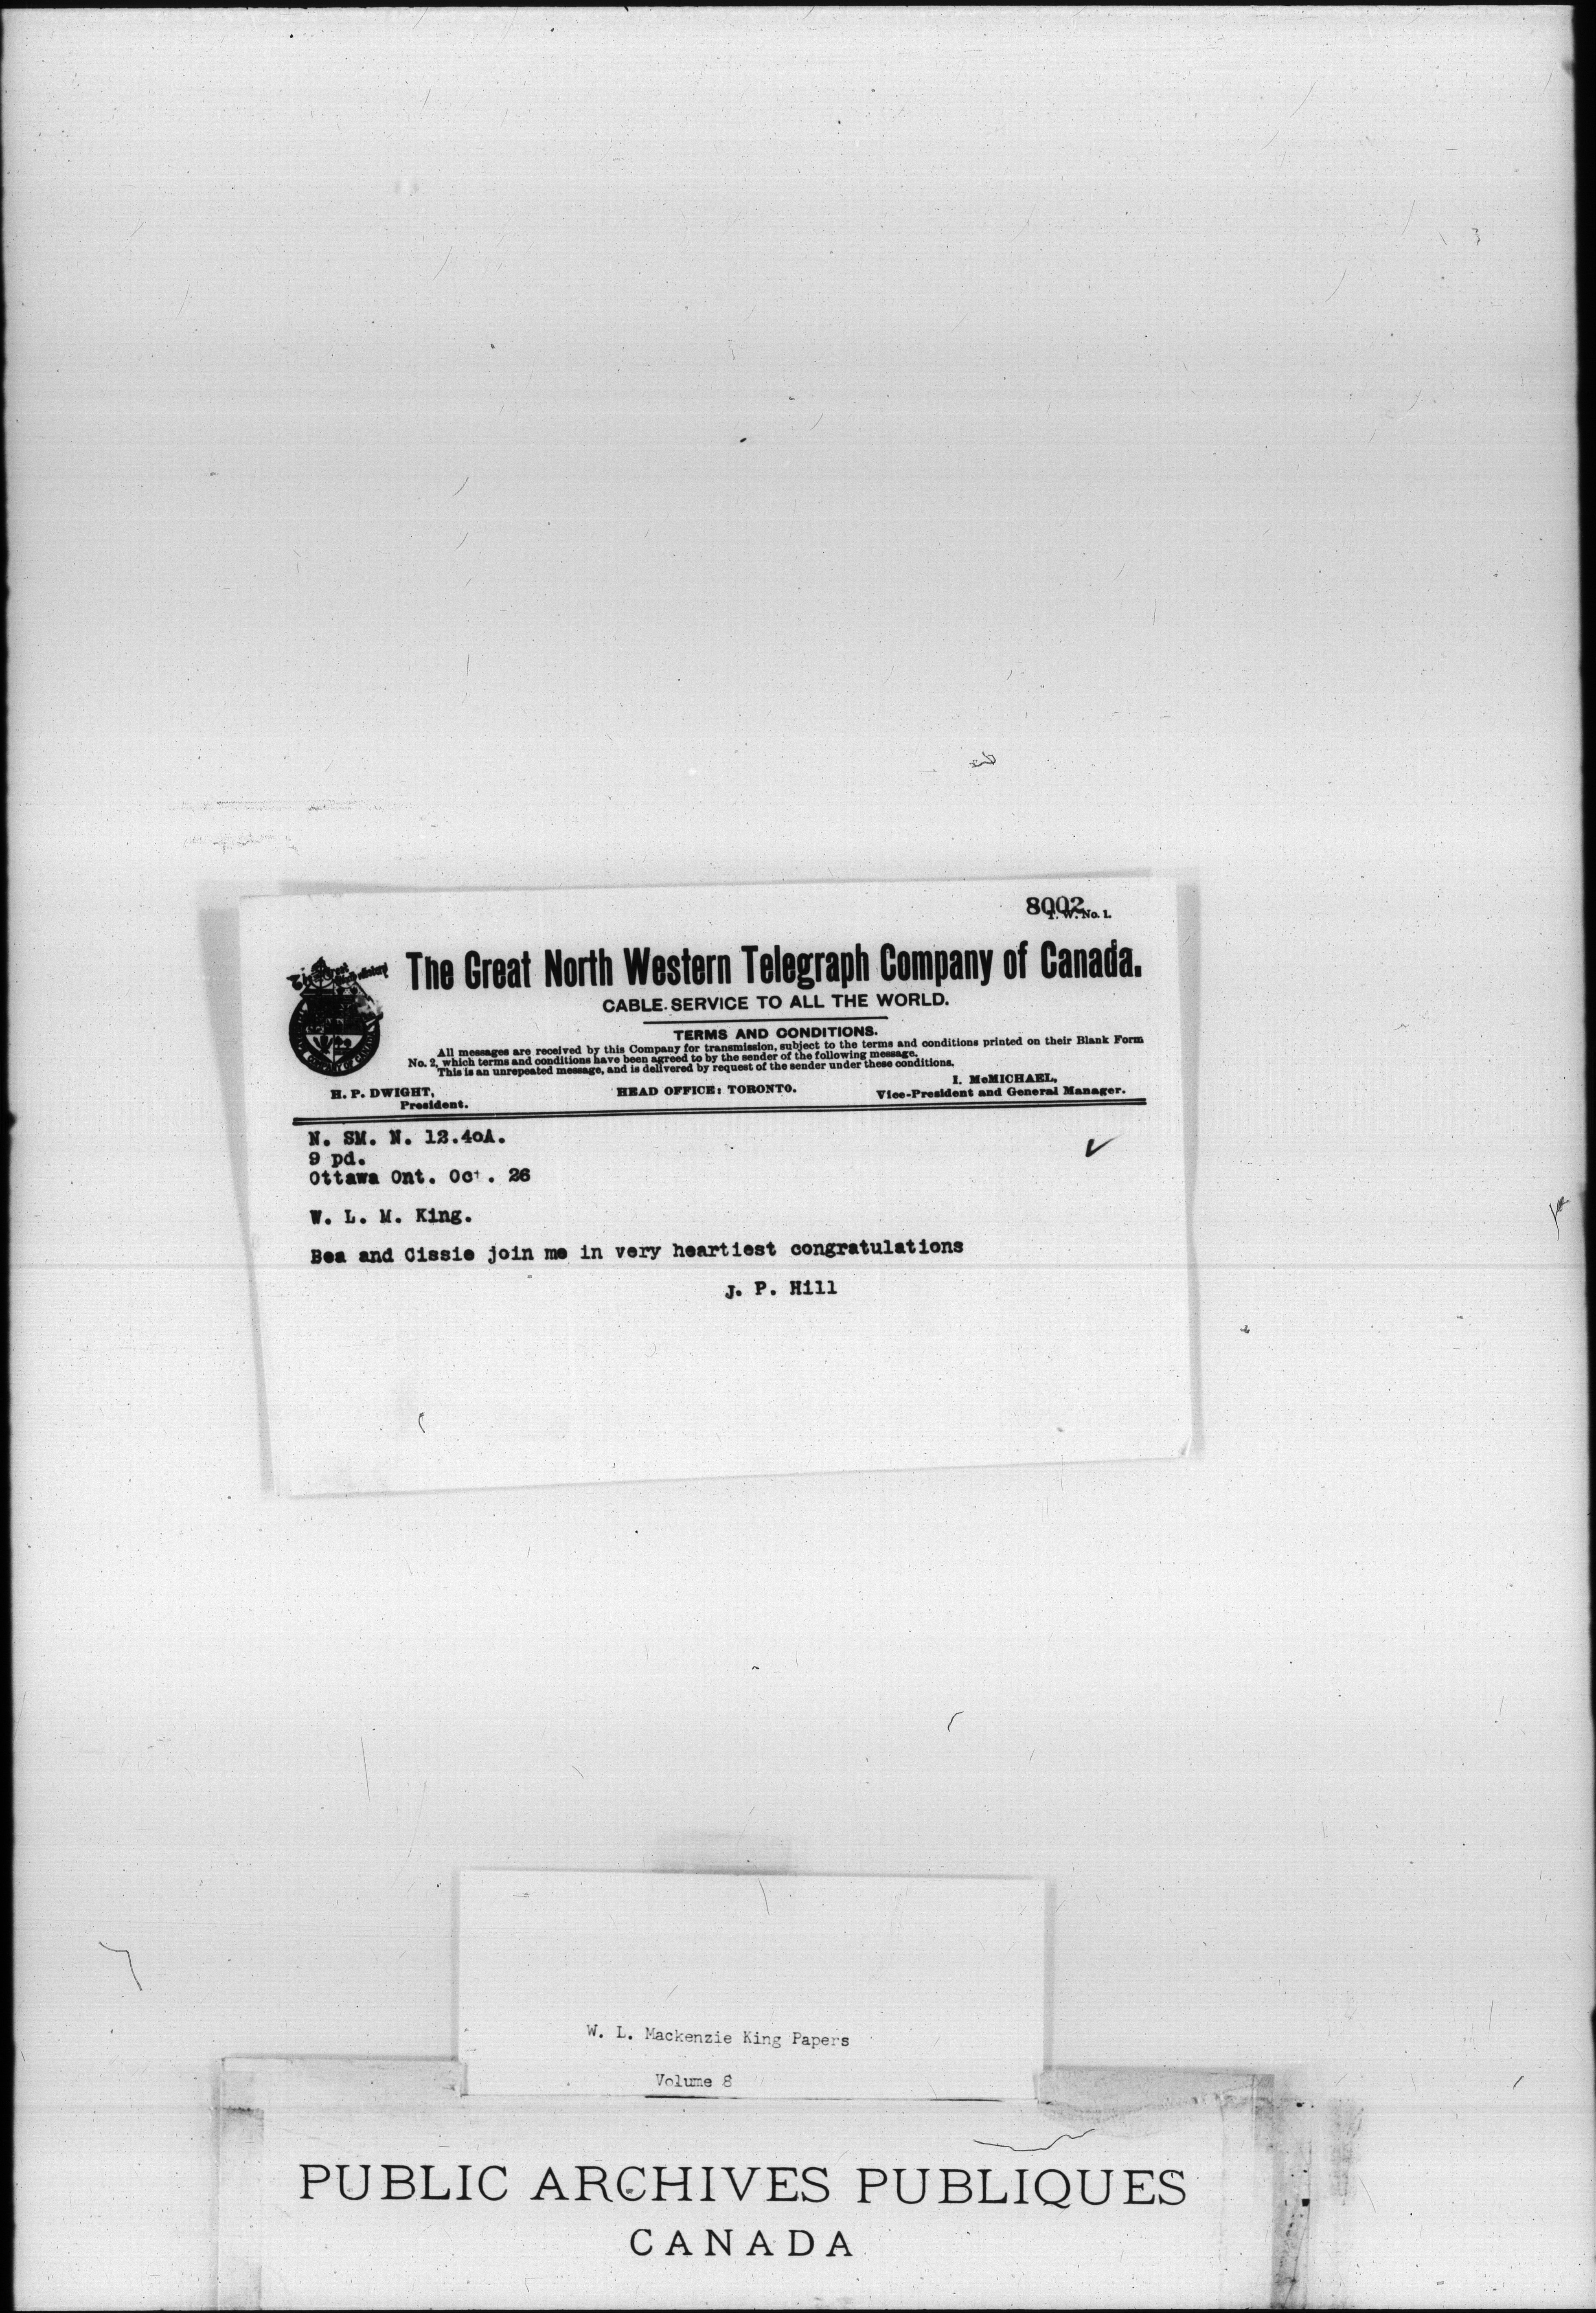 8002
T. W. No. 1.
The Great North Western Telegraph Company of Canada.
CABLE SERVICE TO ALL THE WORLD.
TERMS AND CONDITIONS.
All messages are received by this Company for transmission, subject to the terms and conditions printed on their Blank Form
No. 2, which terms and conditions have been agreed to by the sender of the following message.
This is an unrepeated message, and is delivered by request of the sender under these conditions.
H. P. DWIGHT,
President.
HEAD OFFICE: TORONTO.
I. McMICHAEL,
Vice-President and General Manager.
N. SM. N. 12.40A.
9 pd.
Ottawa Ont. Oct. 26
W. L. M. King.
Bea and Cissie join me in very heartiest congratulations
J. P. Hill
W. L. Mackenzie King Papers
Volume 8
PUBLIC ARCHIVES PUBLIQUES
CANADA